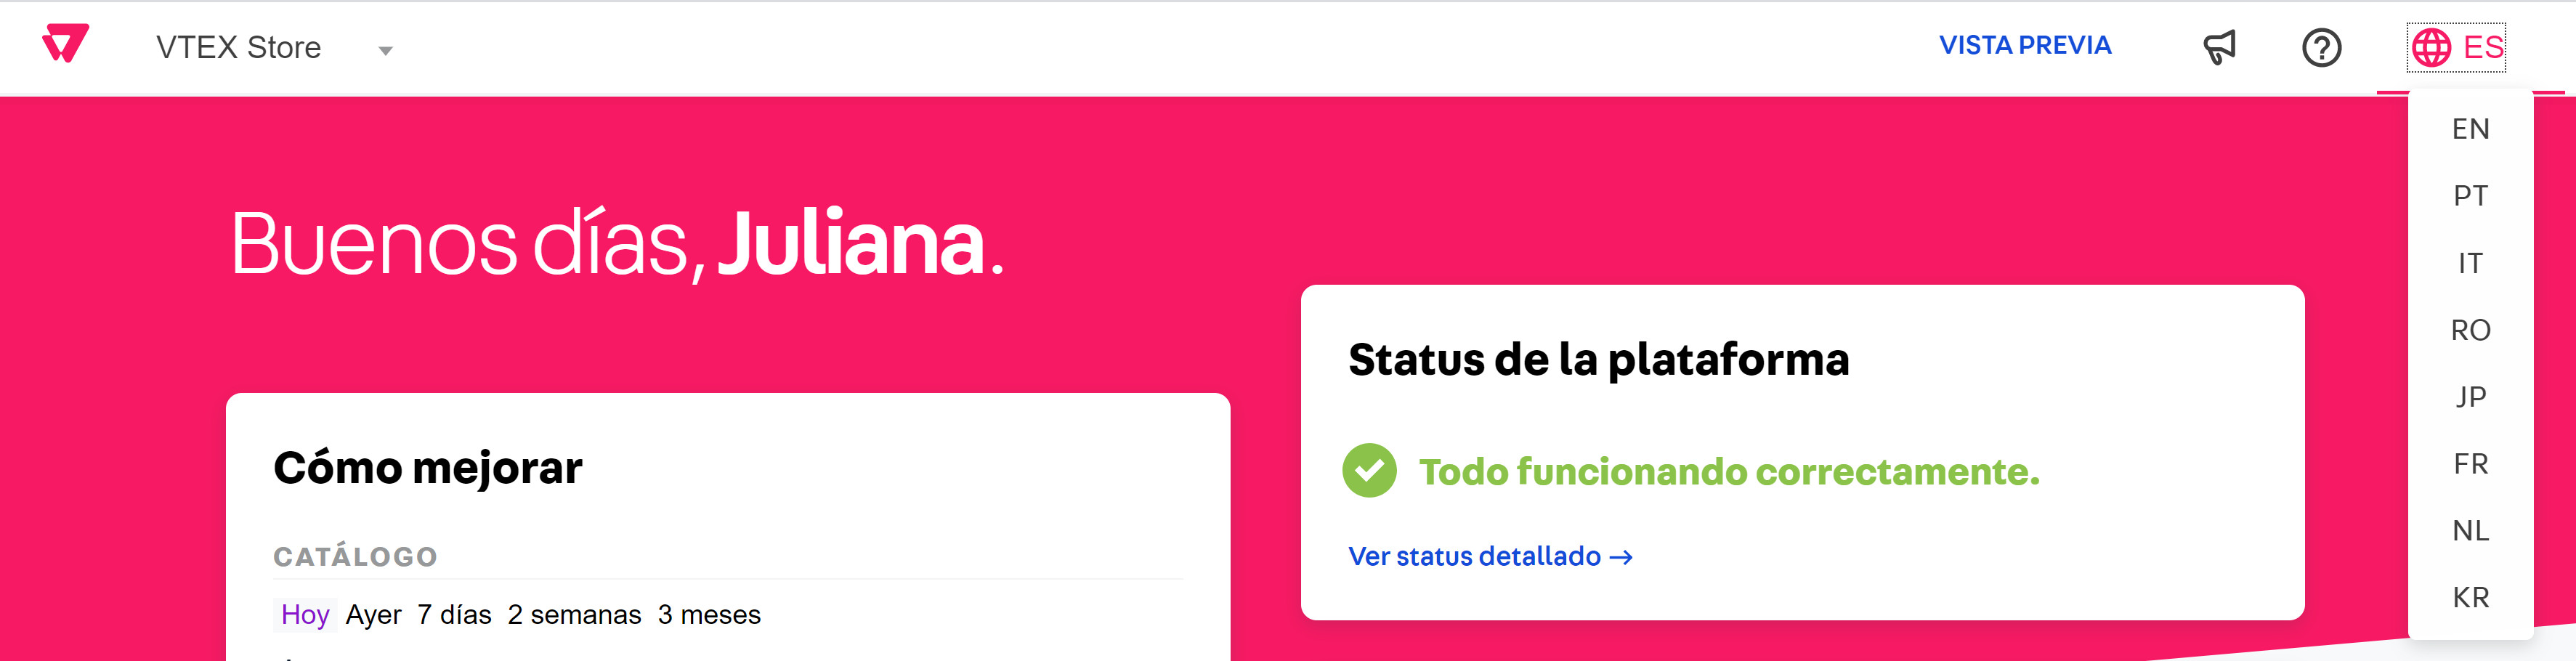 VTEX Store
VISTA PREVIA
ES
EN
PT
IT
RO
JP
FR
NL
KR
Buenos días, Juliana.
Status de la plataforma
Todo funcionando correctamente.
Ver status detallado →
Cómo mejorar
CATÁLOGO
Hoy Ayer 7 días 2 semanas 3 meses